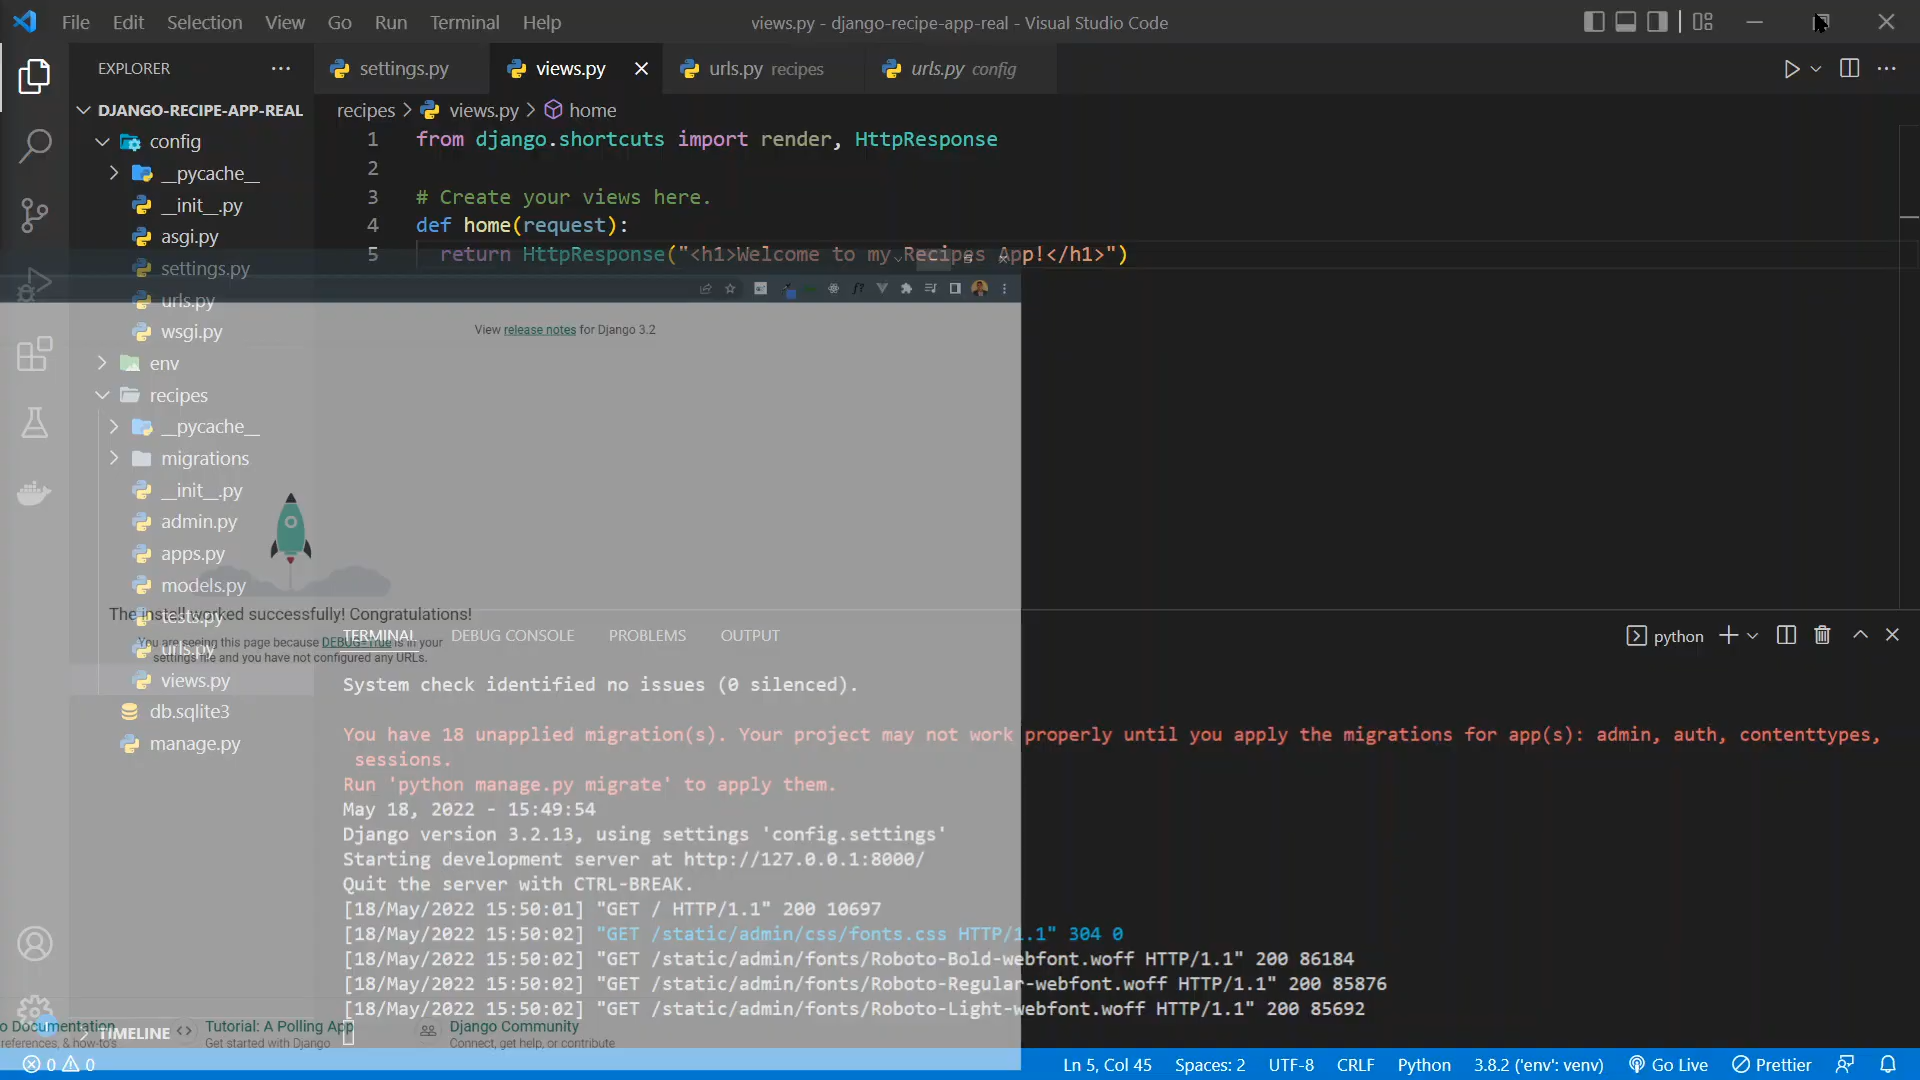 File Edit Selection View Go Run Terminal Help
views.py - django-recipe-app-real - Visual Studio Code
EXPLORER
settings.py
views.py
urls.py recipes
urls.py config
DJANGO-RECIPE-APP-REAL
config
__pycache__
__init__.py
asgi.py
settings.py
urls.py
wsgi.py
env
recipes
__pycache__
migrations
__init__.py
admin.py
apps.py
models.py
tests.py
urls.py
views.py
db.sqlite3
manage.py
TIMELINE
recipes > views.py > home
1 from django.shortcuts import render, HttpResponse
2
3 # Create your views here.
4 def home(request):
5 return HttpResponse("<h1>Welcome to my Recipes App!</h1>")
View release notes for Django 3.2
The install worked successfully! Congratulations!
You are seeing this page because DEBUG=True is in your
settings file and you have not configured any URLs.
TERMINAL DEBUG CONSOLE PROBLEMS OUTPUT
python
System check identified no issues (0 silenced).
You have 18 unapplied migration(s). Your project may not work properly until you apply the migrations for app(s): admin, auth, contenttypes,
sessions.
Run 'python manage.py migrate' to apply them.
May 18, 2022 - 15:49:54
Django version 3.2.13, using settings 'config.settings'
Starting development server at http://127.0.0.1:8000/
Quit the server with CTRL-BREAK.
[18/May/2022 15:50:01] "GET / HTTP/1.1" 200 10697
[18/May/2022 15:50:02] "GET /static/admin/css/fonts.css HTTP/1.1" 304 0
[18/May/2022 15:50:02] "GET /static/admin/fonts/Roboto-Bold-webfont.woff HTTP/1.1" 200 86184
[18/May/2022 15:50:02] "GET /static/admin/fonts/Roboto-Regular-webfont.woff HTTP/1.1" 200 85876
[18/May/2022 15:50:02] "GET /static/admin/fonts/Roboto-Light-webfont.woff HTTP/1.1" 200 85692
o Documentation
references, & how-to's
Tutorial: A Polling App
Get started with Django
Django Community
Connect, get help, or contribute
0 0
Ln 5, Col 45 Spaces: 2 UTF-8 CRLF Python 3.8.2 ('env': venv) Go Live Prettier